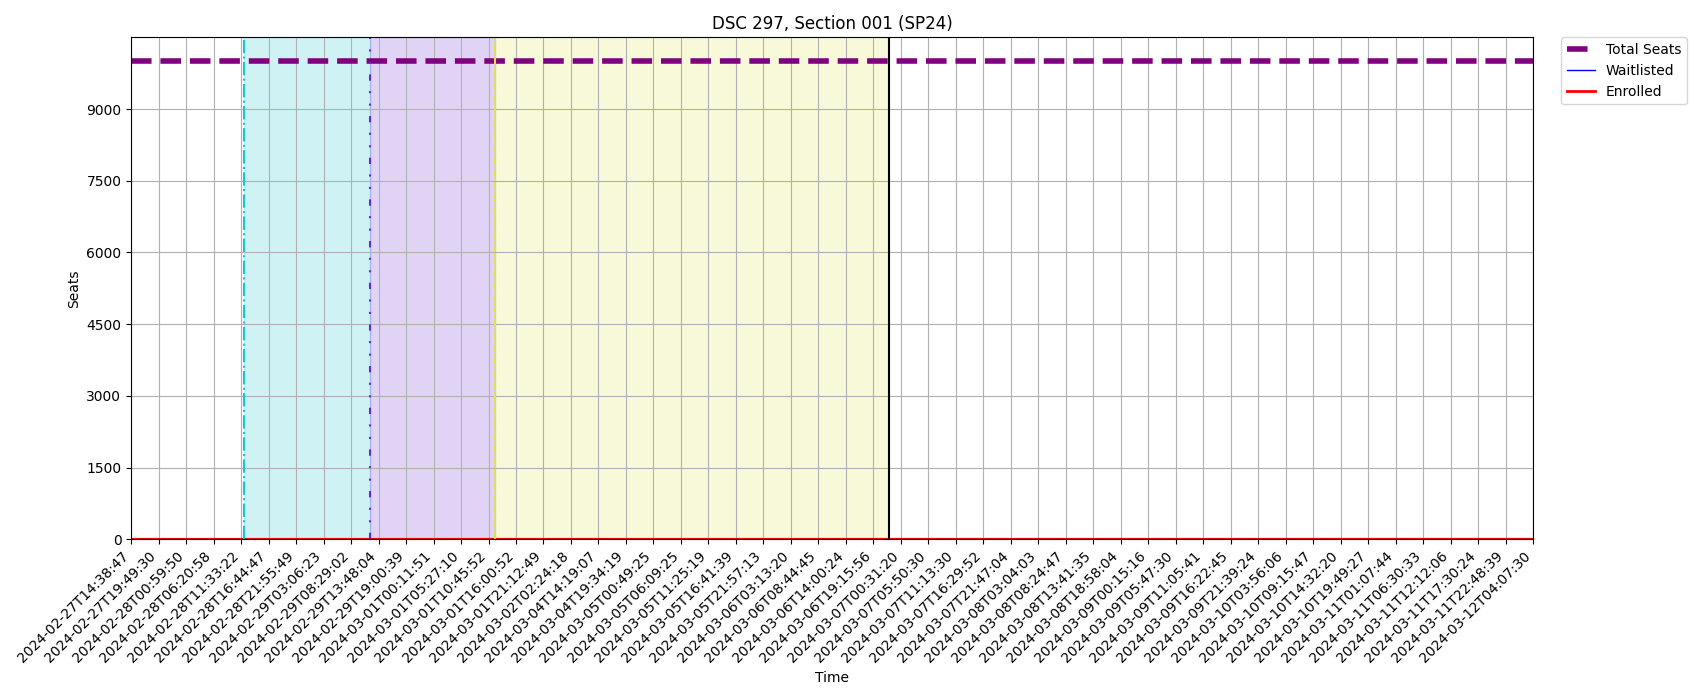 DSC 297, Section 001 (SP24)
Total Seats
Waitlisted
Enrolled
9000
7500
6000
4500
3000
1500
0
Seats
2024-02-27T14:38:47
2024-02-27T19:49:30
2024-02-28T00:59:50
2024-02-28T06:20:58
2024-02-28T11:33:22
2024-02-28T16:44:47
2024-02-28T21:55:49
2024-02-29T03:06:23
2024-02-29T08:29:02
2024-02-29T13:48:04
2024-02-29T19:00:39
2024-03-01T00:11:51
2024-03-01T05:27:10
2024-03-01T10:45:52
2024-03-01T16:00:52
2024-03-01T21:12:49
2024-03-02T02:24:18
2024-03-04T14:19:07
2024-03-04T19:34:19
2024-03-05T00:49:25
2024-03-05T06:09:25
2024-03-05T11:25:19
2024-03-05T16:41:39
2024-03-05T21:57:13
2024-03-06T03:13:20
2024-03-06T08:44:45
2024-03-06T14:00:24
2024-03-06T19:15:56
2024-03-07T00:31:20
2024-03-07T05:50:30
2024-03-07T11:13:30
2024-03-07T16:29:52
2024-03-07T21:47:04
2024-03-08T03:04:03
2024-03-08T08:24:47
2024-03-08T13:41:35
2024-03-08T18:58:04
2024-03-09T00:15:16
2024-03-09T05:47:30
2024-03-09T11:05:41
2024-03-09T16:22:45
2024-03-09T21:39:24
2024-03-10T03:56:06
2024-03-10T09:15:47
2024-03-10T14:32:20
2024-03-10T19:49:27
2024-03-11T01:07:44
2024-03-11T06:30:33
2024-03-11T12:12:06
2024-03-11T17:30:24
2024-03-11T22:48:39
2024-03-12T04:07:30
Time